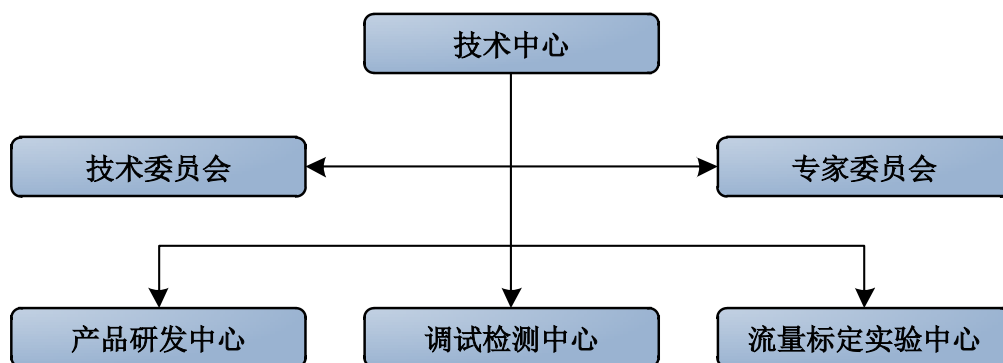 技术中心
技术委员会
专家委员会
产品研发中心
调试检测中心
流量标定实验中心